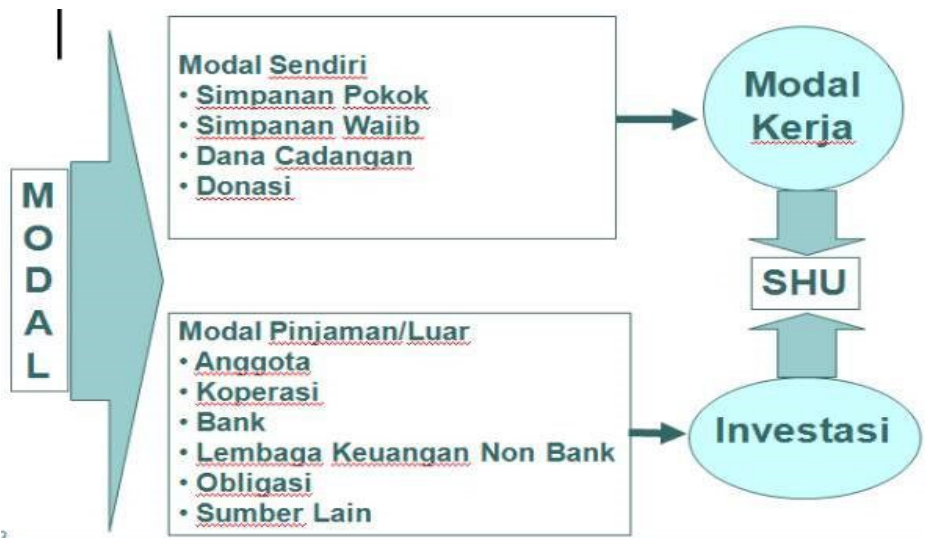 MODAL
Modal Sendiri
• Simpanan Pokok
• Simpanan Wajib
• Dana Cadangan
• Donasi
Modal
Kerja
SHU
Modal Pinjaman/Luar
• Anggota
• Koperasi
• Bank
• Lembaga Keuangan Non Bank
• Obligasi
• Sumber Lain
Investasi